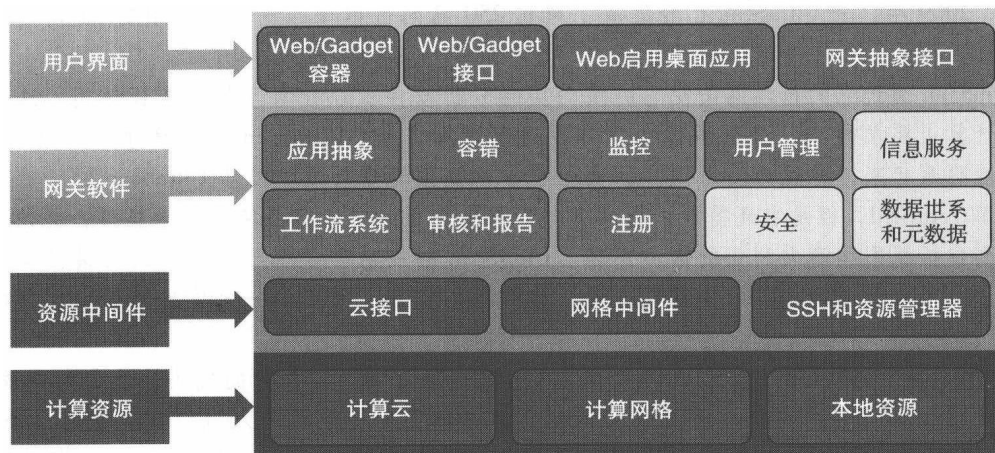 用户界面
Web/Gadget
容器
Web/Gadget
接口
Web启用桌面应用
网关抽象接口
网关软件
应用抽象
容错
监控
用户管理
信息服务
工作流系统
审核和报告
注册
安全
数据世系
和元数据
资源中间件
云接口
网格中间件
SSH和资源管理器
计算资源
计算云
计算网格
本地资源